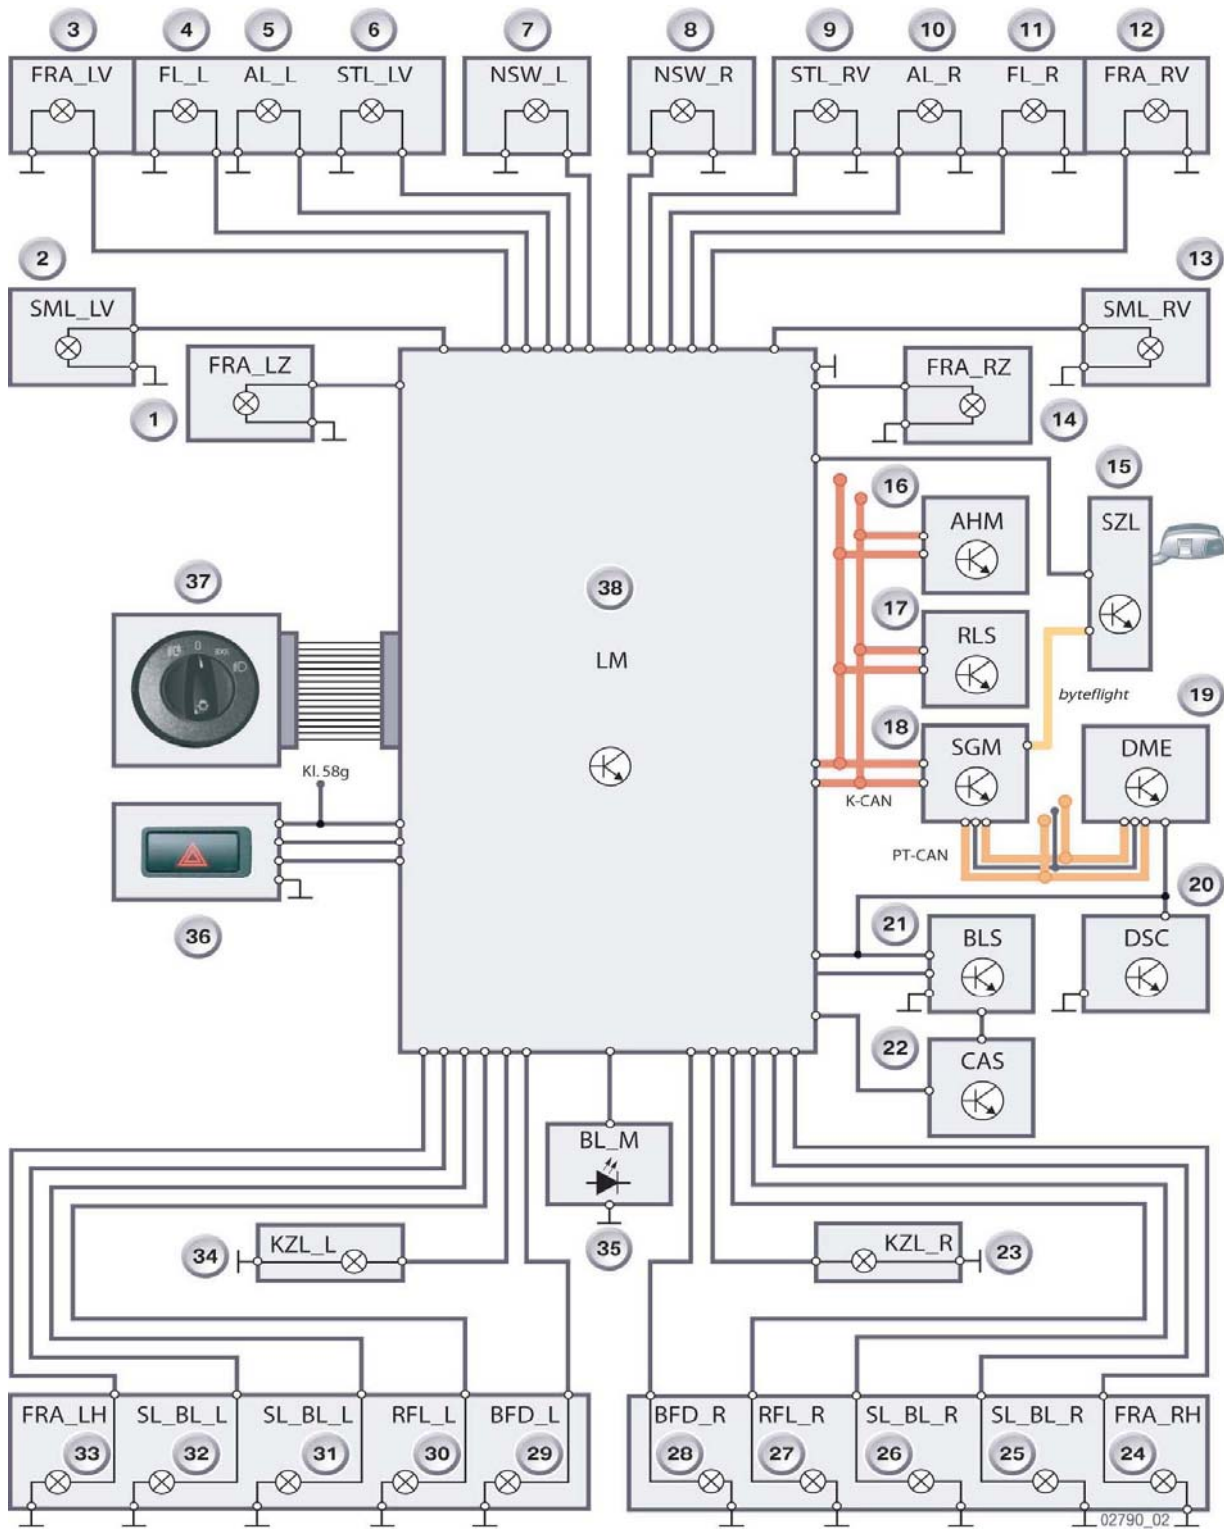 3 4 5 6 7 8 9 10 11 12
FRA_LV FL_L AL_L STL_LV NSW_L NSW_R STL_RV AL_R FL_R FRA_RV
2 13
SML_LV SML_RV
FRA_LZ FRA_RZ
1 14
15
16
AHM SZL
37 38 17
LM RLS
byteflight
18 19
SGM DME
Kl. 58g
K-CAN
PT-CAN
20
36 21
BLS DSC
22
CAS
BL_M
34 KZL_L 35 KZL_R 23
FRA_LH SL_BL_L SL_BL_L RFL_L BFD_L BFD_R RFL_R SL_BL_R SL_BL_R FRA_RH
33 32 31 30 29 28 27 26 25 24
02790_02
0